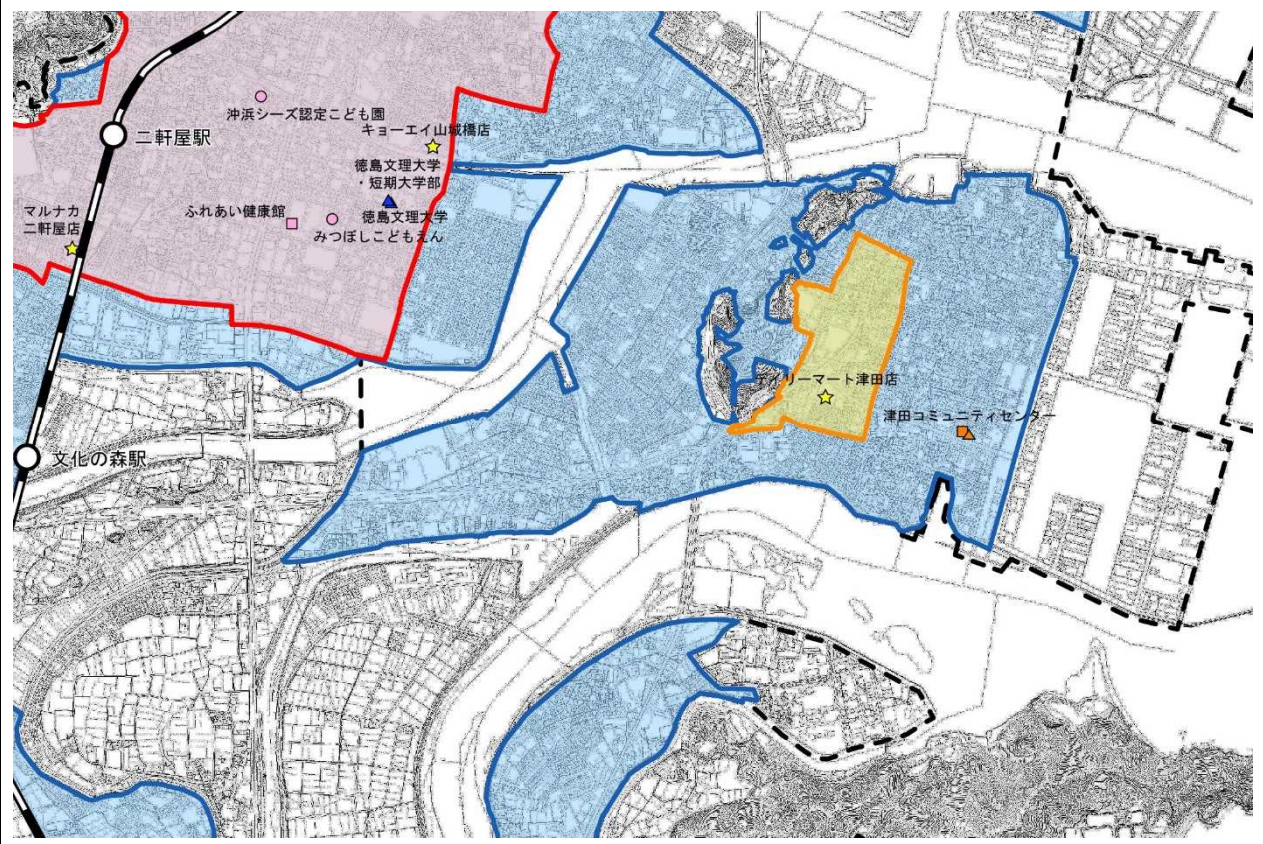 沖浜シーズ認定こども園
キョーエイ山城橋店
二軒屋駅
徳島文理大学
・短期大学部
マルナカ
二軒屋店
ふれあい健康館
徳島文理大学
みつぼしこどもえん
デイリーマート津田店
津田コミュニティセンター
文化の森駅